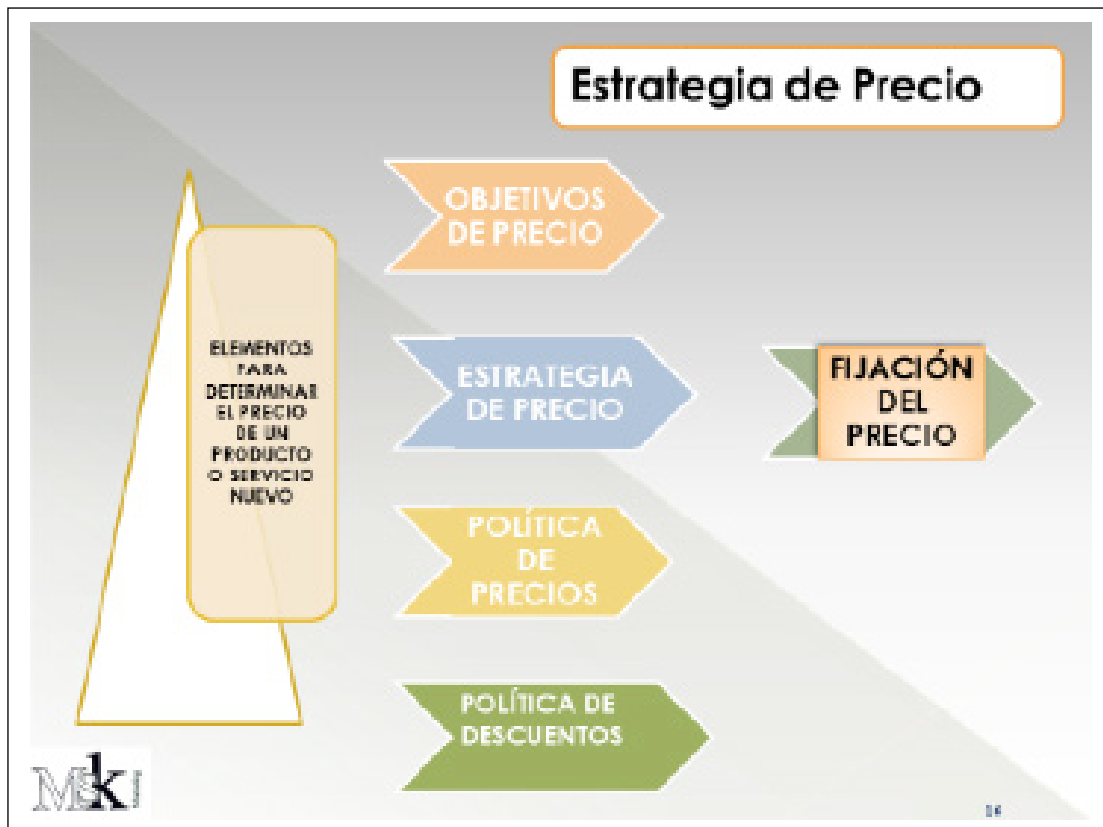 Estrategia de Precio
OBJETIVOS
DE PRECIO
ELEMENTOS
PARA
DETERMINAR
EL PRECIO
DE UN
PRODUCTO
O SERVICIO
NUEVO
ESTRATEGIA
DE PRECIO
FIJACIÓN
DEL
PRECIO
POLÍTICA
DE
PRECIOS
POLÍTICA DE
DESCUENTOS
16